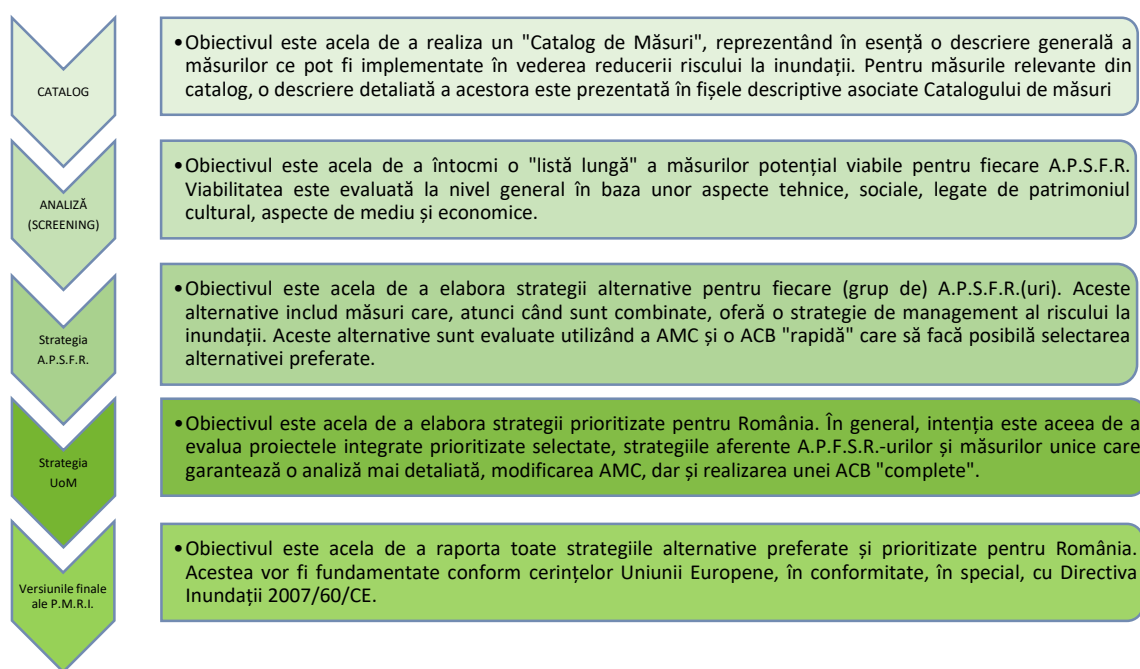 CATALOG
•Obiectivul este acela de a realiza un "Catalog de Măsuri", reprezentând în esență o descriere generală a
măsurilor ce pot fi implementate în vederea reducerii riscului la inundații. Pentru măsurile relevante din
catalog, o descriere detaliată a acestora este prezentată în fișele descriptive asociate Catalogului de măsuri
ANALIZĂ
(SCREENING)
•Obiectivul este acela de a întocmi o "listă lungă" a măsurilor potențial viabile pentru fiecare A.P.S.F.R.
Viabilitatea este evaluată la nivel general în baza unor aspecte tehnice, sociale, legate de patrimoniul
cultural, aspecte de mediu și economice.
Strategia
A.P.S.F.R.
•Obiectivul este acela de a elabora strategii alternative pentru fiecare (grup de) A.P.S.F.R.(uri). Aceste
alternative includ măsuri care, atunci când sunt combinate, oferă o strategie de management al riscului la
inundații. Aceste alternative sunt evaluate utilizând a AMC și o ACB "rapidă" care să facă posibilă selectarea
alternativei preferate.
Strategia
UoM
•Obiectivul este acela de a elabora strategii prioritizate pentru România. În general, intenția este aceea de a
evalua proiectele integrate prioritizate selectate, strategiile aferente A.P.F.S.R.-urilor și măsurilor unice care
garantează o analiză mai detaliată, modificarea AMC, dar și realizarea unei ACB "complete".
Versiunile finale
ale P.M.R.I.
•Obiectivul este acela de a raporta toate strategiile alternative preferate și prioritizate pentru România.
Acestea vor fi fundamentate conform cerințelor Uniunii Europene, în conformitate, în special, cu Directiva
Inundații 2007/60/CE.